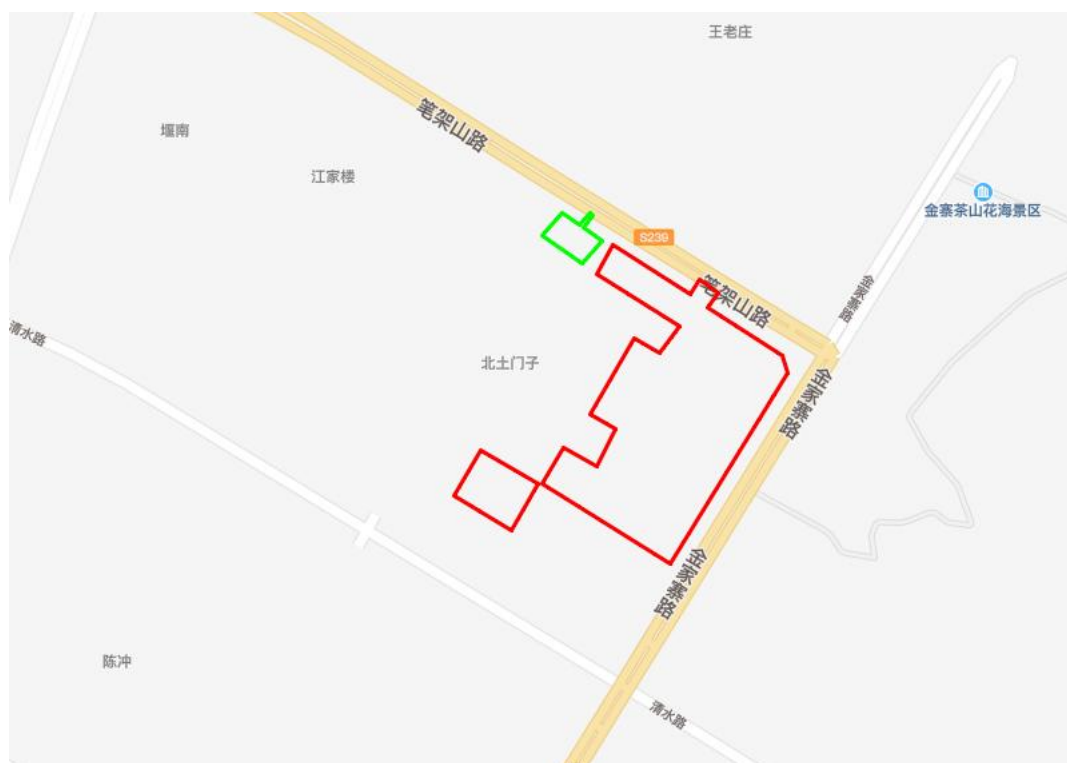 王老庄
笔架山路
堰南
江家楼
金寨茶山花海景区
S239
笔架山路
金家寨路
清水路
北土门子
金家寨路
金家寨路
陈冲
清水路